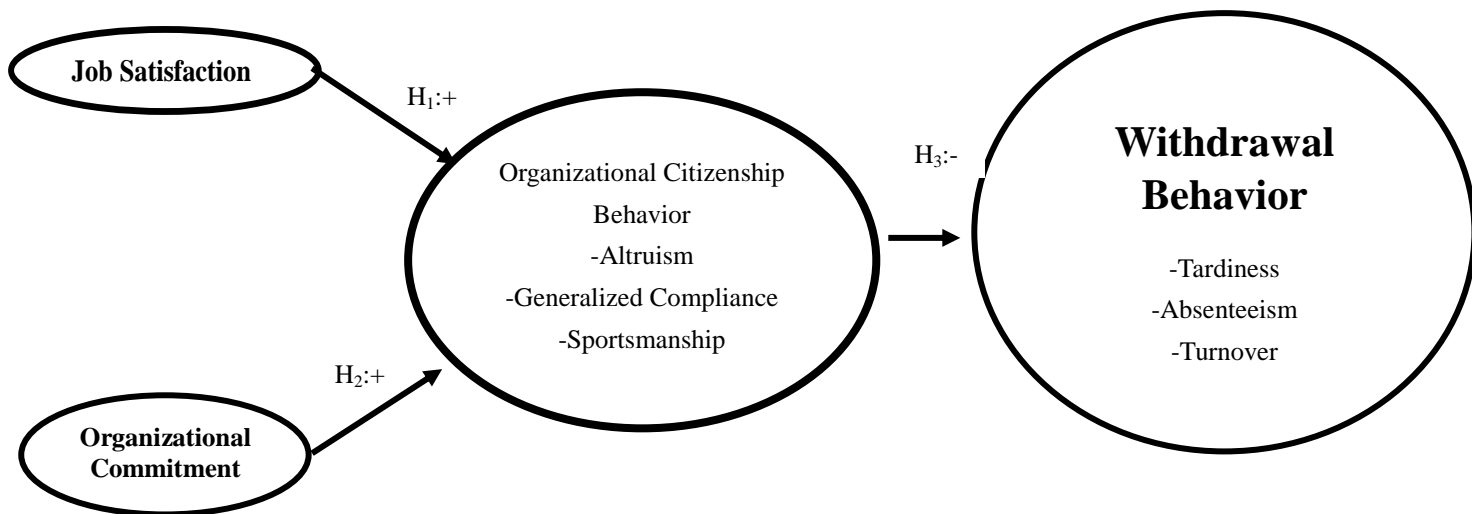 Job Satisfaction
H₁:+
Organizational Citizenship
Behavior
-Altruism
-Generalized Compliance
-Sportsmanship
H₂:+
Organizational
Commitment
H₃:-
Withdrawal
Behavior
-Tardiness
-Absenteeism
-Turnover